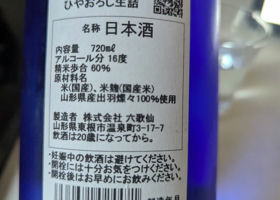 ひやおろし生詰
名称 日本酒
内容量 720ml
アルコール分 16度
精米歩合 60%
原材料名
米(国産)、米麹(国産米)
山形県産出羽燦々100%使用
製造者 株式会社 六歌仙
山形県東根市温泉町3-17-7
飲酒は20歳になってから。
・妊娠中の飲酒は避けてください。
・開栓には十分お気をつけください。
・開栓後はお早めにお飲みください。
製造年月